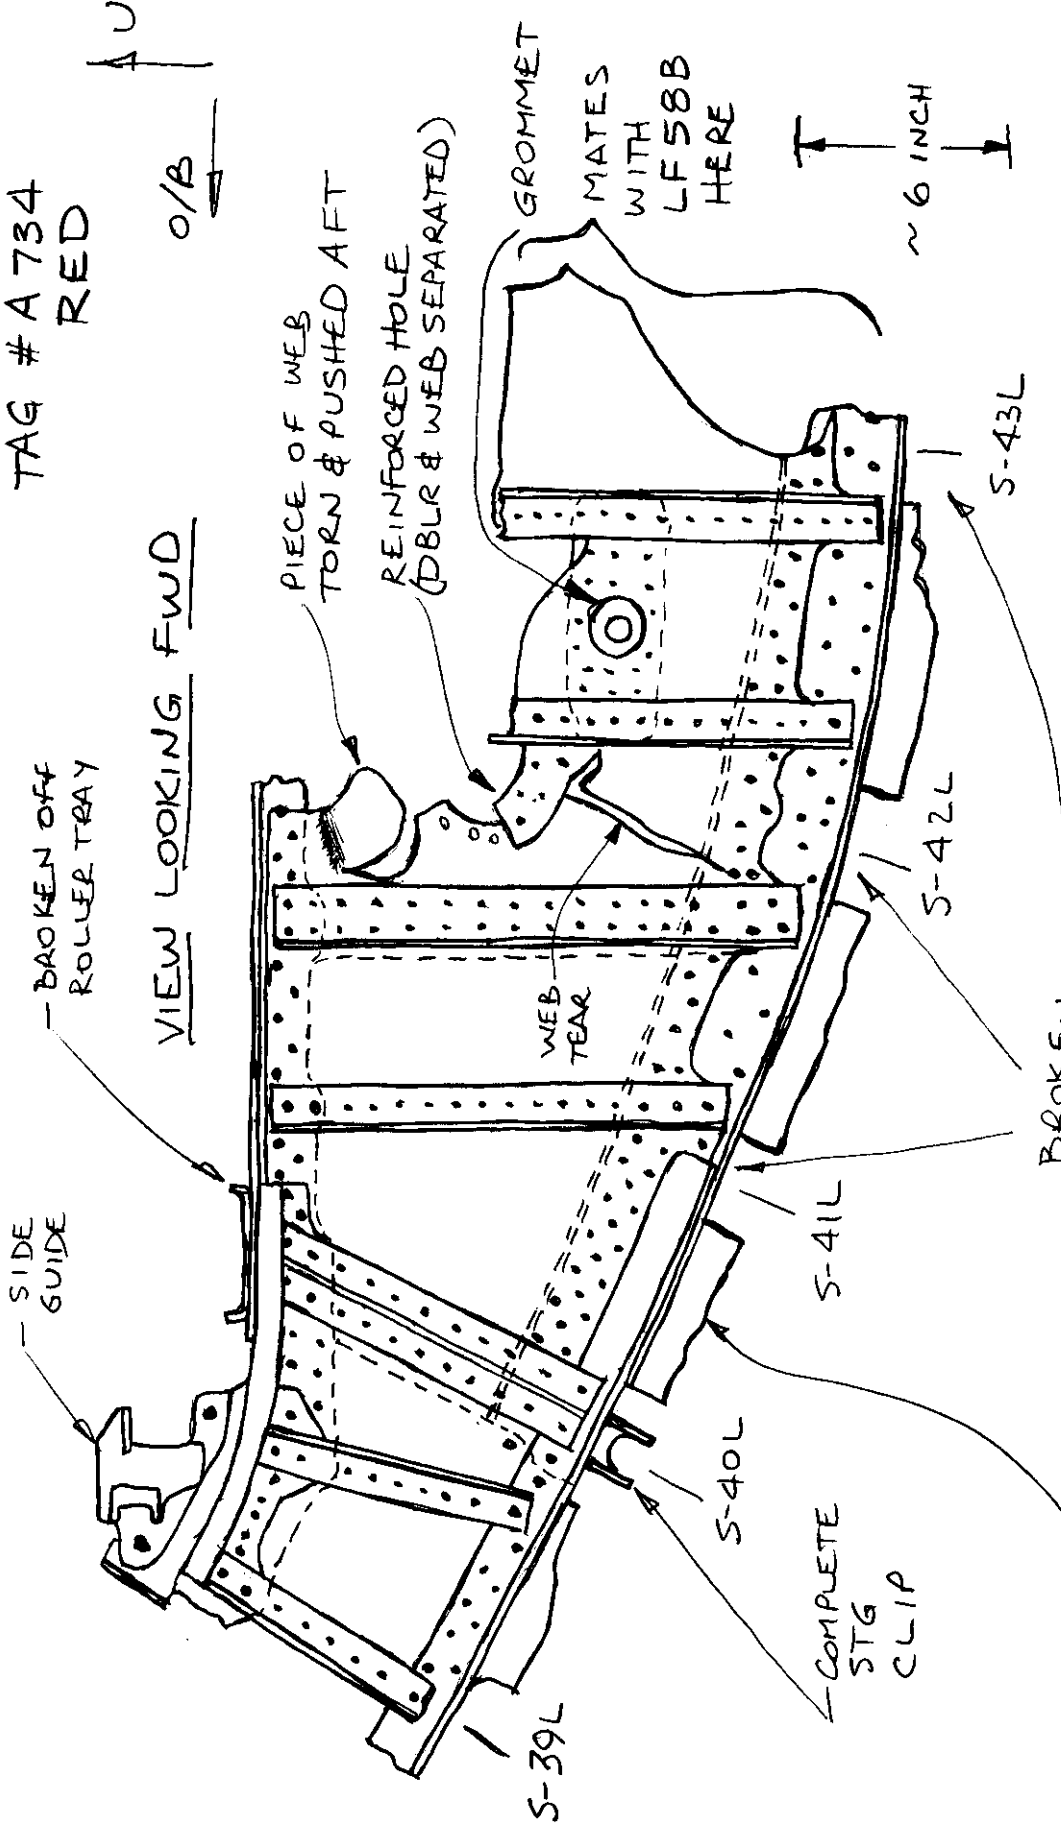 TAG # A 734
RED
U
O/B
VIEW LOOKING FWD
SIDE
GUIDE
BROKEN OFF
ROLLER TRAY
PIECE OF WEB
TORN & PUSHED AFT
REINFORCED HOLE
(DBLR & WEB SEPARATED)
GROMMET
MATES
WITH
LF58B
HERE
~ 6 INCH
WEB
TEAR
S-39L
S-40L
S-41L
S-42L
S-43L
COMPLETE
STG
CLIP